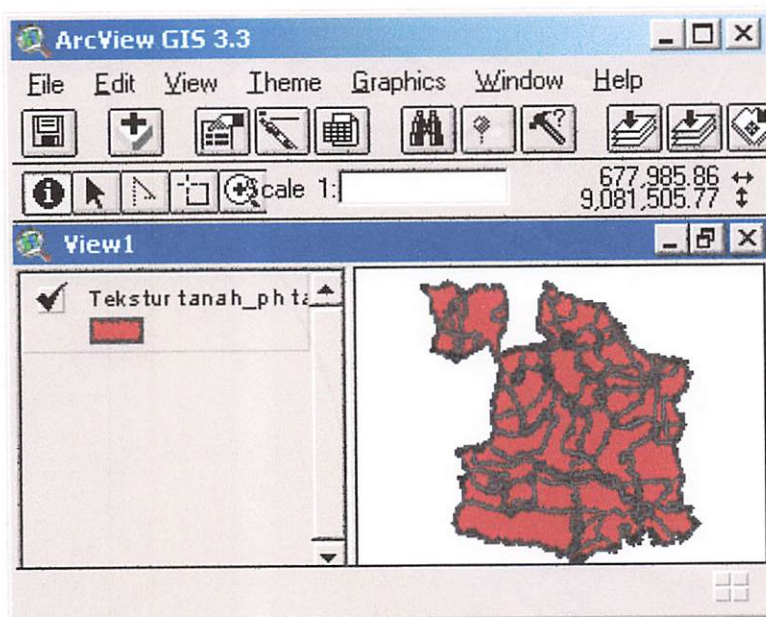 ArcView GIS 3.3
File Edit View Theme Graphics Window Help
cale 1:
677,985.86
9,081,505.77
View1
Tekstur tanah_ph ta